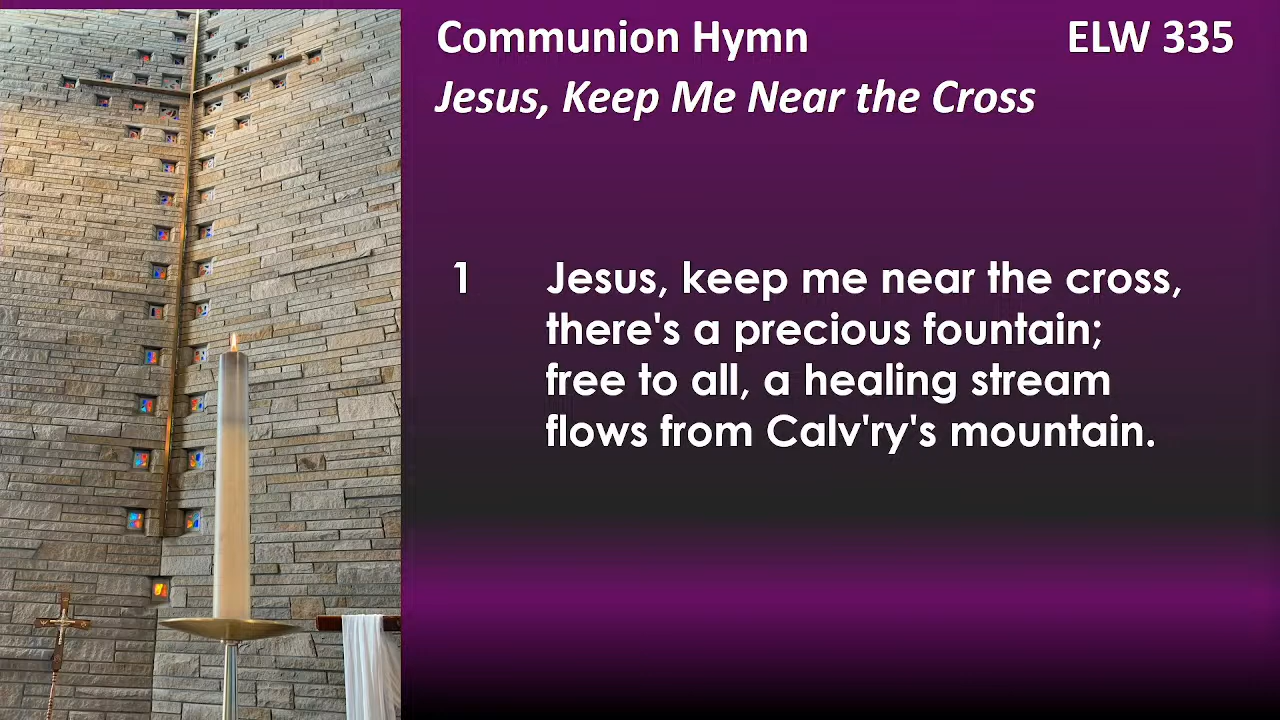 Communion Hymn ELW 335
Jesus, Keep Me Near the Cross
1 Jesus, keep me near the cross,
there's a precious fountain;
free to all, a healing stream
flows from Calv'ry's mountain.